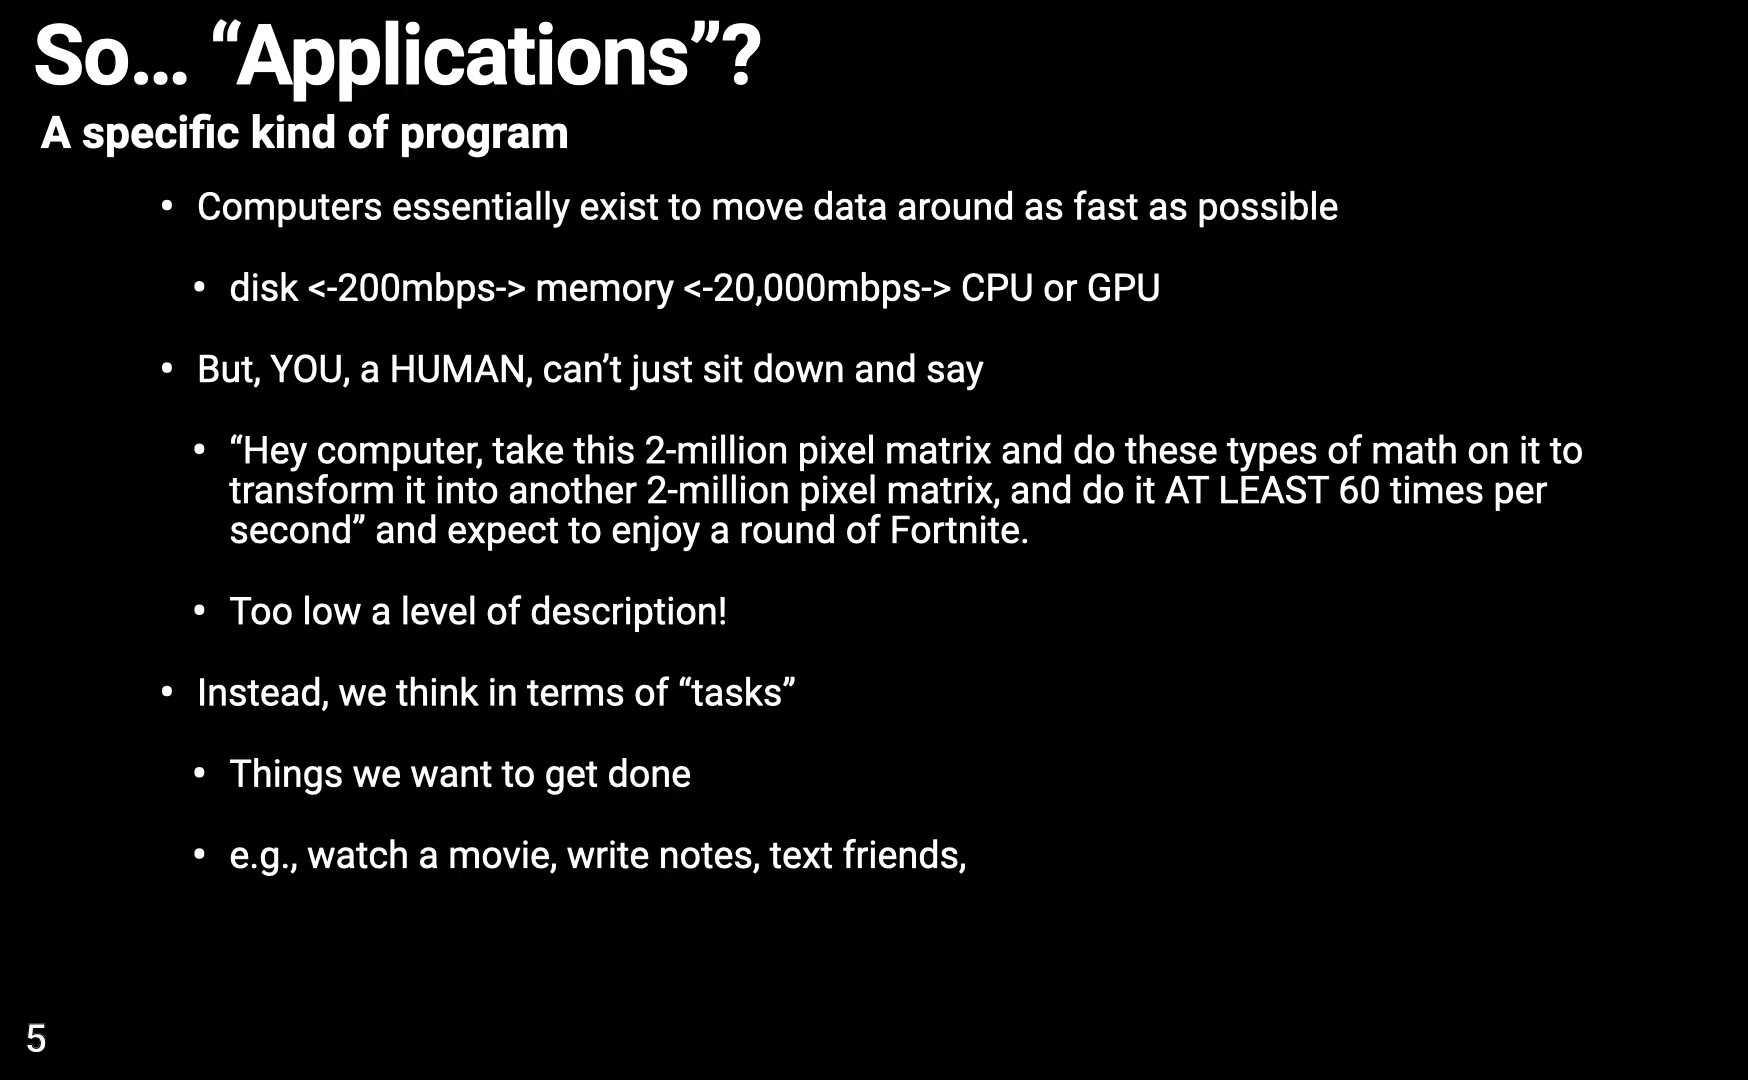 So… “Applications”?
A specific kind of program
• Computers essentially exist to move data around as fast as possible
• disk <-200mbps-> memory <-20,000mbps-> CPU or GPU
• But, YOU, a HUMAN, can’t just sit down and say
• “Hey computer, take this 2-million pixel matrix and do these types of math on it to
transform it into another 2-million pixel matrix, and do it AT LEAST 60 times per
second” and expect to enjoy a round of Fortnite.
• Too low a level of description!
• Instead, we think in terms of “tasks”
• Things we want to get done
• e.g., watch a movie, write notes, text friends,
5